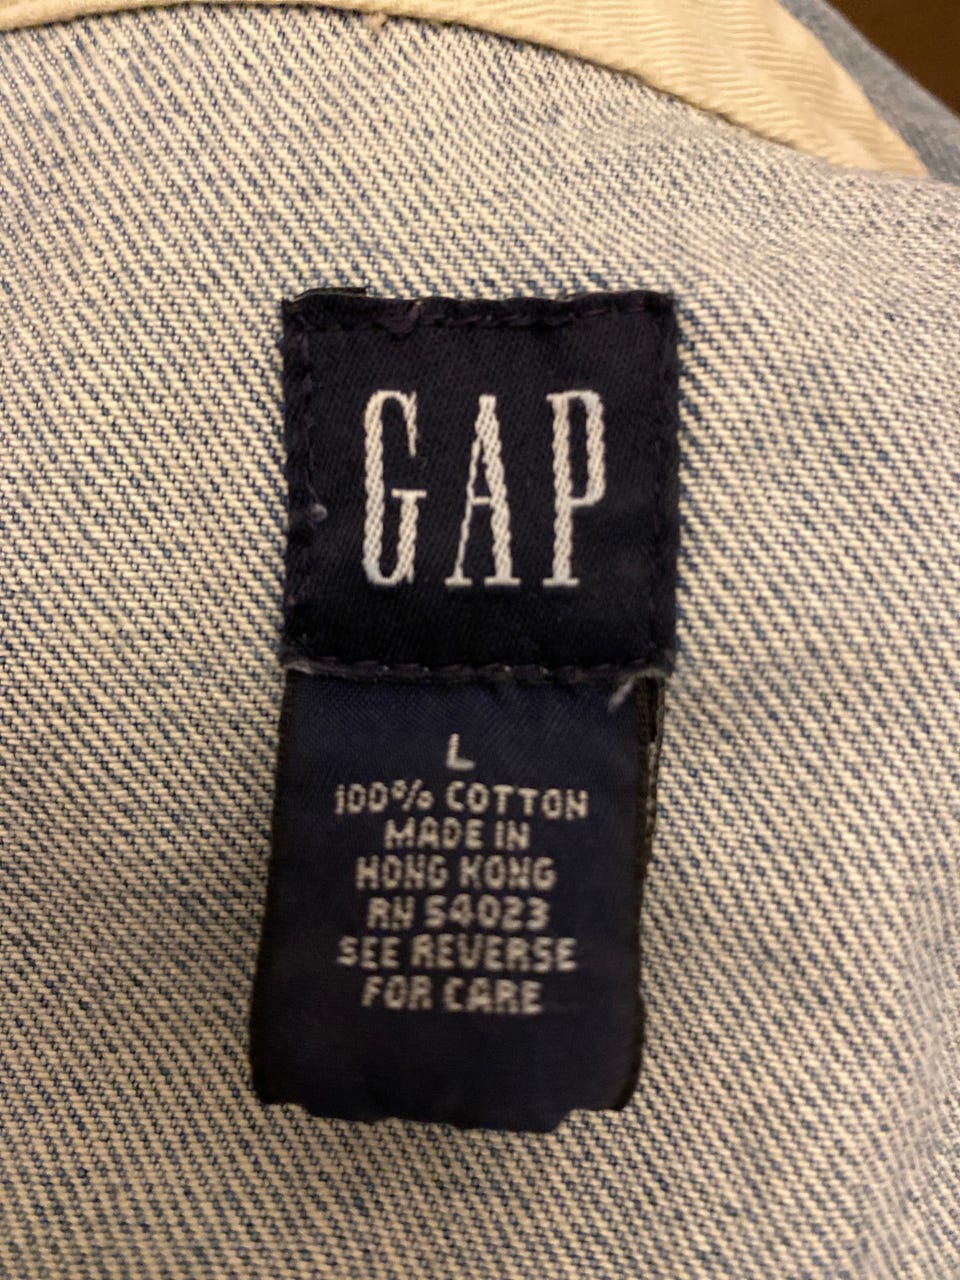 GAP
L
100% COTTON
MADE IN
HONG KONG
RN 54023
SEE REVERSE
FOR CARE